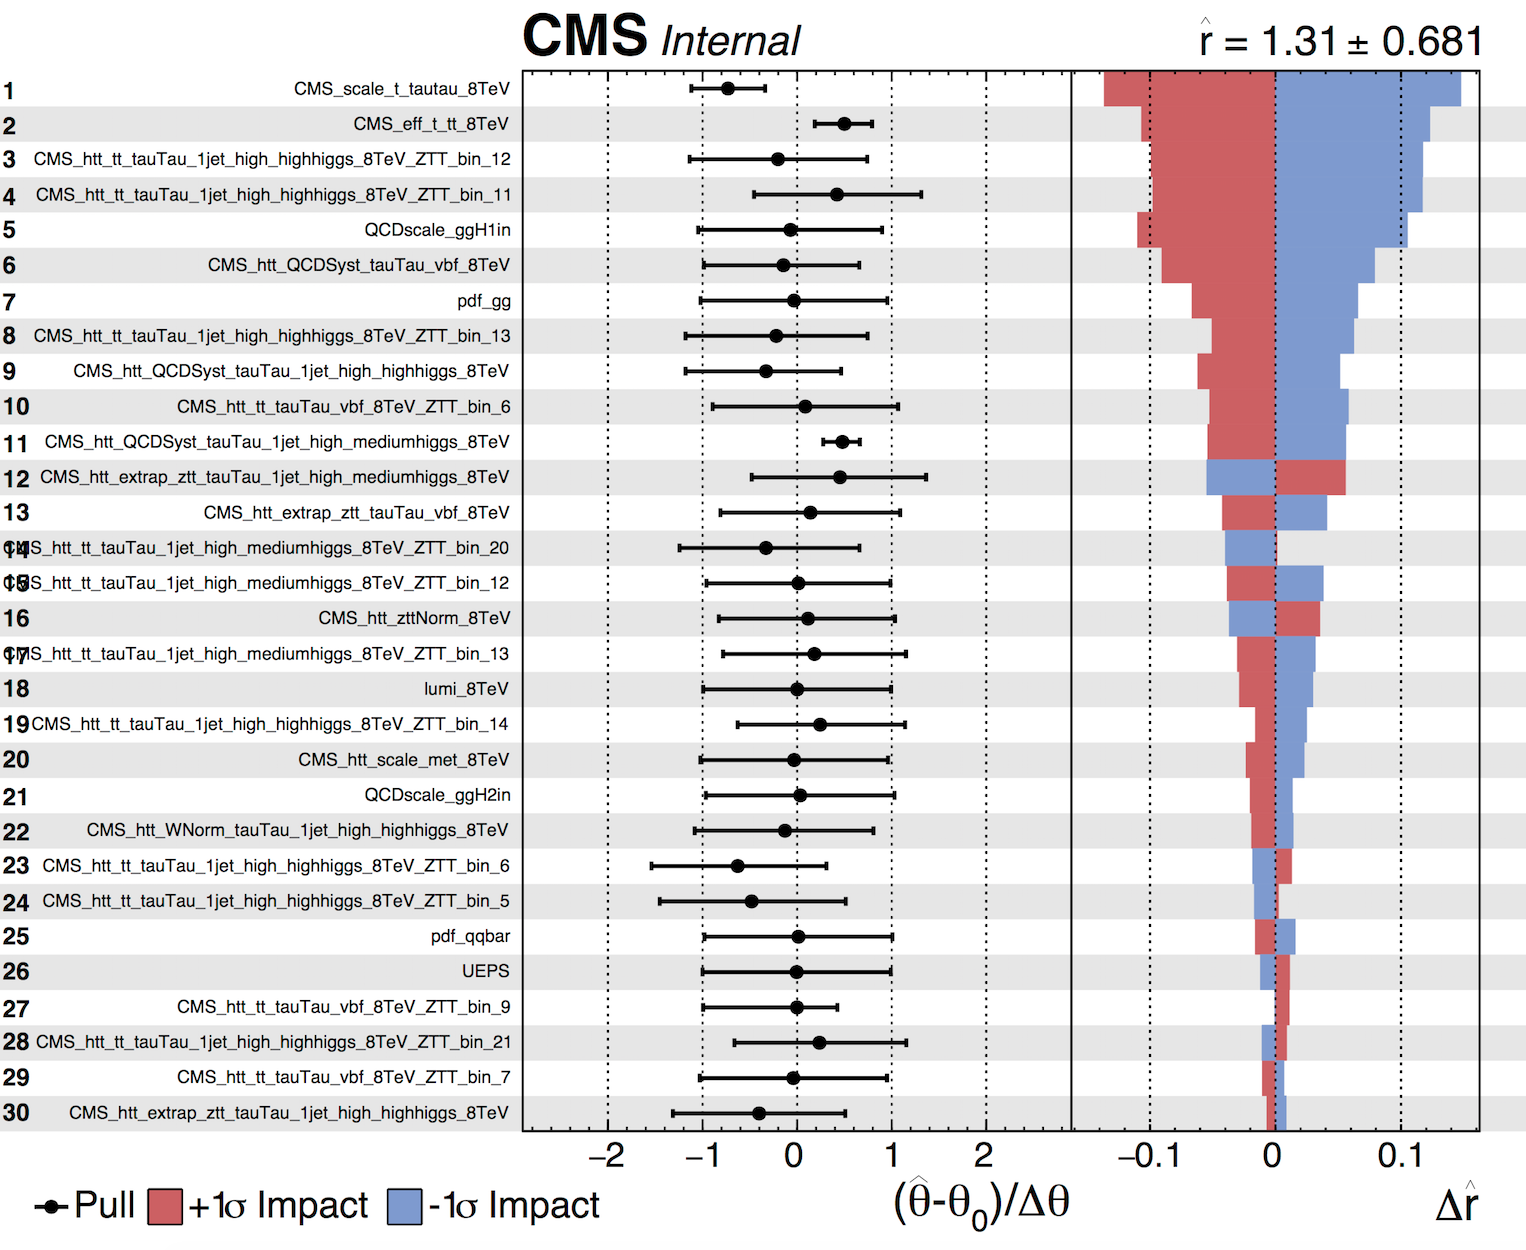 CMS Internal r̂ = 1.31 ± 0.681
1 CMS_scale_t_tautau_8TeV
2 CMS_eff_t_tt_8TeV
3 CMS_htt_tt_tauTau_1jet_high_highhiggs_8TeV_ZTT_bin_12
4 CMS_htt_tt_tauTau_1jet_high_highhiggs_8TeV_ZTT_bin_11
5 QCDscale_ggH1in
6 CMS_htt_QCDSyst_tauTau_vbf_8TeV
7 pdf_gg
8 CMS_htt_tt_tauTau_1jet_high_highhiggs_8TeV_ZTT_bin_13
9 CMS_htt_QCDSyst_tauTau_1jet_high_highhiggs_8TeV
10 CMS_htt_tt_tauTau_vbf_8TeV_ZTT_bin_6
11 CMS_htt_QCDSyst_tauTau_1jet_high_mediumhiggs_8TeV
12 CMS_htt_extrap_ztt_tauTau_1jet_high_mediumhiggs_8TeV
13 CMS_htt_extrap_ztt_tauTau_vbf_8TeV
14 CMS_htt_tt_tauTau_1jet_high_mediumhiggs_8TeV_ZTT_bin_20
15 CMS_htt_tt_tauTau_1jet_high_mediumhiggs_8TeV_ZTT_bin_12
16 CMS_htt_zttNorm_8TeV
17 CMS_htt_tt_tauTau_1jet_high_mediumhiggs_8TeV_ZTT_bin_13
18 lumi_8TeV
19 CMS_htt_tt_tauTau_1jet_high_highhiggs_8TeV_ZTT_bin_14
20 CMS_htt_scale_met_8TeV
21 QCDscale_ggH2in
22 CMS_htt_WNorm_tauTau_1jet_high_highhiggs_8TeV
23 CMS_htt_tt_tauTau_1jet_high_highhiggs_8TeV_ZTT_bin_6
24 CMS_htt_tt_tauTau_1jet_high_highhiggs_8TeV_ZTT_bin_5
25 pdf_qqbar
26 UEPS
27 CMS_htt_tt_tauTau_vbf_8TeV_ZTT_bin_9
28 CMS_htt_tt_tauTau_1jet_high_highhiggs_8TeV_ZTT_bin_21
29 CMS_htt_tt_tauTau_vbf_8TeV_ZTT_bin_7
30 CMS_htt_extrap_ztt_tauTau_1jet_high_highhiggs_8TeV
−2 −1 0 1 2 −0.1 0 0.1
Pull +1σ Impact -1σ Impact (θ̂-θ₀)/Δθ Δr̂